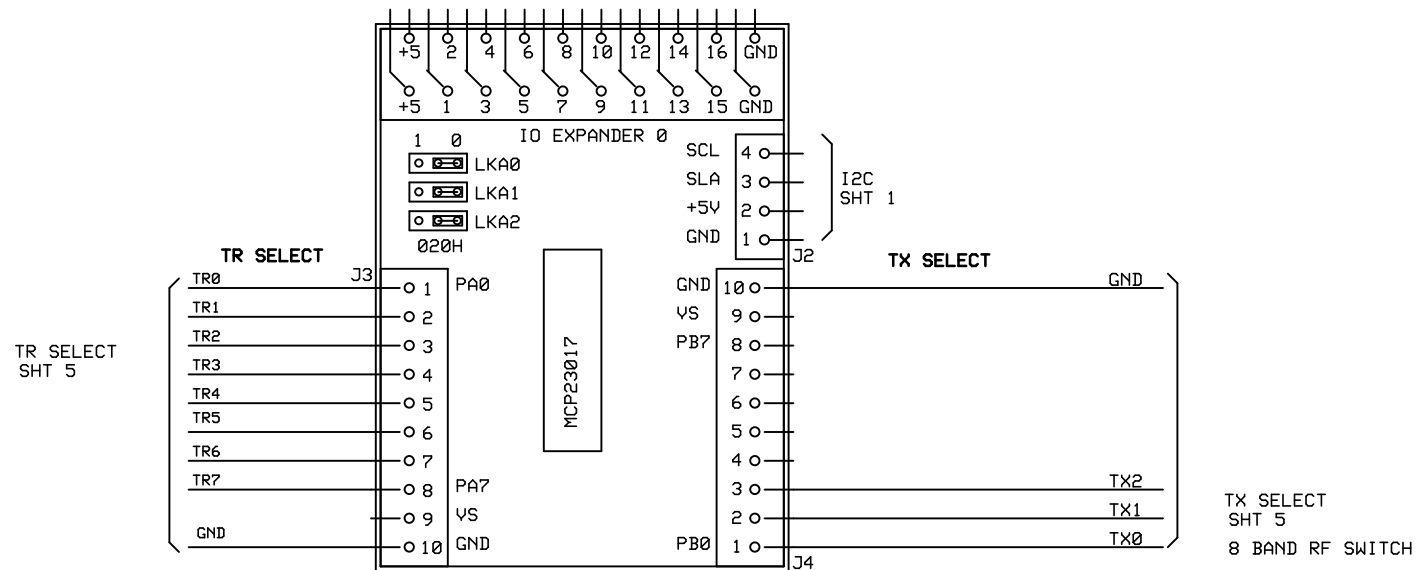 +5 2 4 6 8 10 12 14 16 GND
+5 1 3 5 7 9 11 13 15 GND
IO EXPANDER 0
1 0
LKA0
LKA1
LKA2
020H
SCL 4
SLA 3
+5V 2
GND 1
J2
I2C
SHT 1
TR SELECT
J3
TR0 1 PA0
TR1 2
TR2 3
TR3 4
TR4 5
TR5 6
TR6 7
TR7 8 PA7
9 VS
GND 10 GND
TR SELECT
SHT 5
MCP23017
TX SELECT
GND 10 GND
VS 9
PB7 8
7
6
5
4
3 TX2
2 TX1
PB0 1 TX0
J4
TX SELECT
SHT 5
8 BAND RF SWITCH